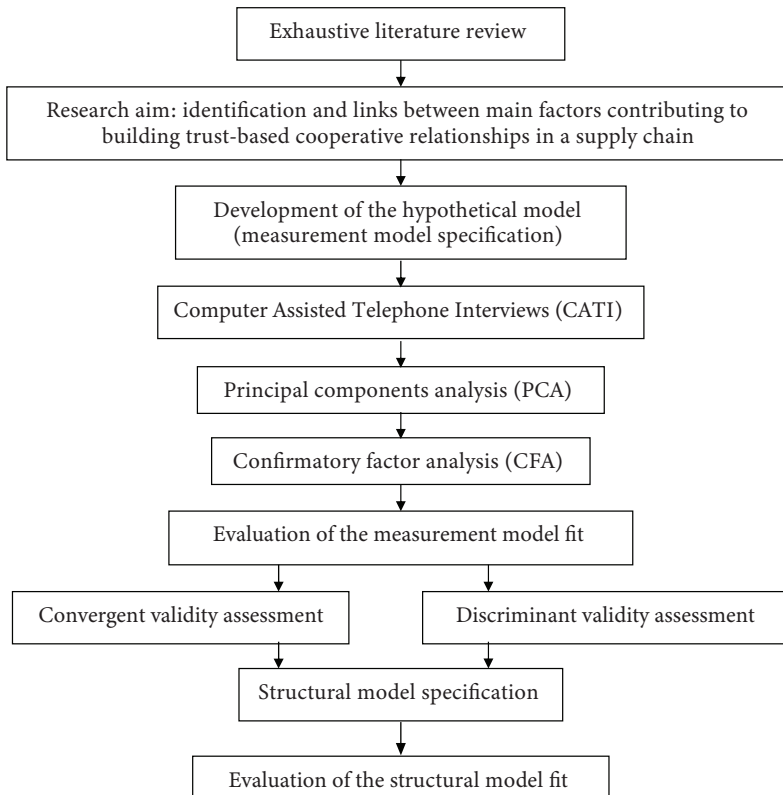 Exhaustive literature review
Research aim: identification and links between main factors contributing to
building trust-based cooperative relationships in a supply chain
Development of the hypothetical model
(measurement model specification)
Computer Assisted Telephone Interviews (CATI)
Principal components analysis (PCA)
Confirmatory factor analysis (CFA)
Evaluation of the measurement model fit
Convergent validity assessment
Discriminant validity assessment
Structural model specification
Evaluation of the structural model fit